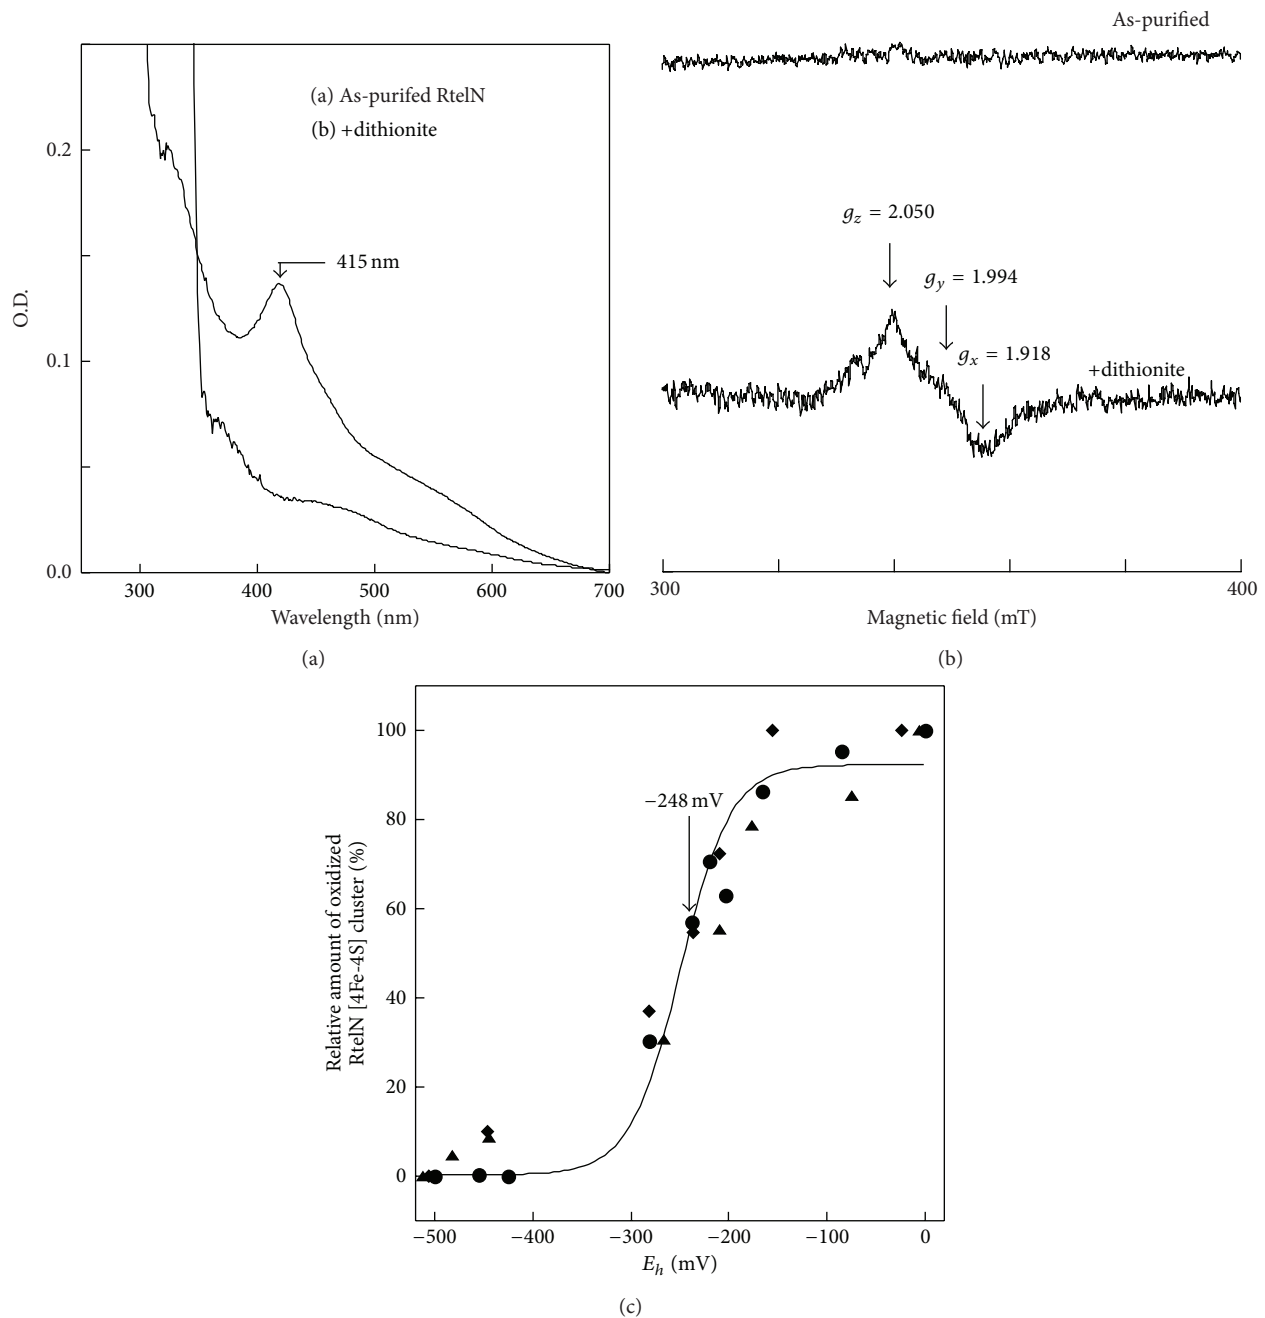 (a) As-purifed RtelN
(b) +dithionite
0.2
415 nm
O.D.
0.1
0.0
300
400
500
600
700
Wavelength (nm)
(a)
As-purified
g_z = 2.050
g_y = 1.994
g_x = 1.918
+dithionite
300
400
Magnetic field (mT)
(b)
100
80
60
40
20
0
−248 mV
Relative amount of oxidized
RtelN [4Fe-4S] cluster (%)
−500
−400
−300
−200
−100
0
E_h (mV)
(c)